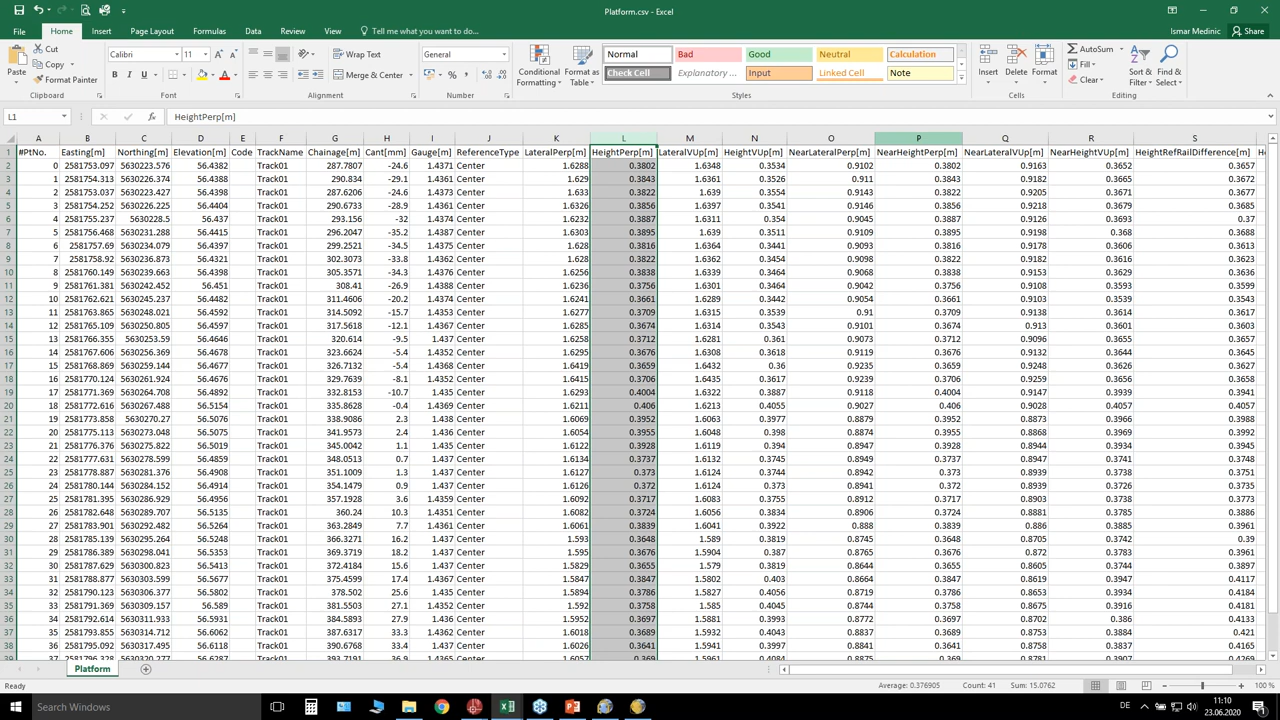 Platform.csv - Excel
File Home Insert Page Layout Formulas Data Review View Tell me what you want to do... Ismar Medinic Share
Paste Cut Copy Format Painter Clipboard
Calibri 11 Font
Wrap Text Merge & Center Alignment
General Number
Conditional Formatting Format as Table Normal Bad Good Neutral Calculation
Check Cell Explanatory ... Input Linked Cell Note Styles
Insert Delete Format Cells
AutoSum Fill Clear Sort & Filter Find & Select Editing
L1 HeightPerp[m]
A B C D E F G H I J K L M N O P Q R S
1 #PtNo. Easting[m] Northing[m] Elevation[m] Code TrackName Chainage[m] Cant[mm] Gauge[m] ReferenceType LateralPerp[m] HeightPerp[m] LateralVUp[m] HeightVUp[m] NearLateralPerp[m] NearHeightPerp[m] NearLateralVUp[m] NearHeightVUp[m] HeightRefRailDifference[m]
2 0 2581753.097 5630223.576 56.4382 Track01 287.7807 -24.6 1.4371 Center 1.6288 0.3802 1.6348 0.3534 0.9102 0.3802 0.9163 0.3652 0.3657
3 1 2581754.313 5630226.374 56.4398 Track01 290.834 -29.1 1.4361 Center 1.629 0.3843 1.6361 0.3526 0.911 0.3843 0.9182 0.3665 0.3672
4 2 2581753.037 5630223.427 56.4398 Track01 287.6206 -24.6 1.4373 Center 1.633 0.3822 1.639 0.3554 0.9143 0.3822 0.9205 0.3671 0.3677
5 3 2581754.252 5630226.225 56.4404 Track01 290.6733 -28.9 1.4361 Center 1.6326 0.3856 1.6397 0.3541 0.9146 0.3856 0.9218 0.3679 0.3685
6 4 2581755.237 5630228.5 56.437 Track01 293.156 -32 1.4374 Center 1.6232 0.3887 1.6311 0.354 0.9045 0.3887 0.9126 0.3693 0.37
7 5 2581756.468 5630231.288 56.4415 Track01 296.2047 -35.2 1.4387 Center 1.6303 0.3895 1.639 0.3511 0.9109 0.3895 0.9198 0.368 0.3688
8 6 2581757.69 5630234.079 56.4397 Track01 299.2521 -34.5 1.4375 Center 1.628 0.3816 1.6364 0.3441 0.9093 0.3816 0.9178 0.3606 0.3613
9 7 2581758.92 5630236.873 56.4321 Track01 302.3073 -33.8 1.4362 Center 1.628 0.3822 1.6362 0.3454 0.9098 0.3822 0.9181 0.3615 0.3622
10 8 2581760.149 5630239.663 56.4398 Track01 305.3571 -34.3 1.4376 Center 1.6256 0.3838 1.6339 0.3464 0.9068 0.3838 0.9153 0.3629 0.3636
11 9 2581761.381 5630242.452 56.451 Track01 308.41 -26.9 1.4388 Center 1.6236 0.3756 1.6301 0.3464 0.9042 0.3756 0.9108 0.3593 0.3599
12 10 2581762.621 5630245.237 56.4482 Track01 311.4606 -20.2 1.4374 Center 1.6241 0.3661 1.6289 0.3442 0.9054 0.3661 0.9103 0.3539 0.3543
13 11 2581763.865 5630248.021 56.4592 Track01 314.5092 -15.7 1.4353 Center 1.6277 0.3709 1.6315 0.3539 0.91 0.3709 0.9138 0.3614 0.3617
14 12 2581765.109 5630250.805 56.4597 Track01 317.5618 -12.1 1.4367 Center 1.6285 0.3674 1.6314 0.3543 0.9101 0.3674 0.913 0.3601 0.3603
15 13 2581766.355 5630253.59 56.4646 Track01 320.614 -9.5 1.437 Center 1.6258 0.3712 1.6281 0.361 0.9073 0.3712 0.9096 0.3655 0.3657
16 14 2581767.606 5630256.369 56.4678 Track01 323.6624 -5.4 1.4352 Center 1.6295 0.3676 1.6308 0.3618 0.9119 0.3676 0.9132 0.3644 0.3645
17 15 2581768.869 5630259.144 56.4677 Track01 326.7132 -5.4 1.4368 Center 1.6419 0.3659 1.6432 0.36 0.9235 0.3659 0.9248 0.3626 0.3627
18 16 2581770.124 5630261.924 56.4674 Track01 329.7639 -8.1 1.4352 Center 1.6415 0.3706 1.6435 0.3617 0.9239 0.3706 0.9259 0.3656 0.3658
19 17 2581771.369 5630264.708 56.4892 Track01 332.8153 -10.7 1.435 Center 1.6293 0.4004 1.6322 0.3887 0.9118 0.4004 0.9147 0.3939 0.3941
20 18 2581772.616 5630267.488 56.5154 Track01 335.8628 -0.4 1.4369 Center 1.6211 0.406 1.6213 0.4055 0.9027 0.406 0.9028 0.4057 0.4057
21 19 2581773.858 5630270.27 56.5076 Track01 338.9086 2.3 1.438 Center 1.6069 0.3952 1.6063 0.3977 0.8879 0.3952 0.8873 0.3966 0.3988
22 20 2581775.113 5630273.048 56.5075 Track01 341.9573 2.4 1.436 Center 1.6054 0.3955 1.6048 0.398 0.8874 0.3955 0.8868 0.3969 0.3992
23 21 2581776.376 5630275.822 56.5019 Track01 345.0042 1.1 1.435 Center 1.6122 0.3928 1.6119 0.394 0.8947 0.3928 0.8944 0.3934 0.3945
24 22 2581777.631 5630278.599 56.4859 Track01 348.0513 0.7 1.437 Center 1.6134 0.3737 1.6132 0.3745 0.8949 0.3737 0.8947 0.3741 0.3748
25 23 2581778.887 5630281.376 56.4908 Track01 351.1009 1.3 1.437 Center 1.6127 0.373 1.6124 0.3744 0.8942 0.373 0.8939 0.3738 0.3751
26 24 2581780.144 5630284.152 56.4914 Track01 354.1479 0.9 1.436 Center 1.6126 0.372 1.6124 0.373 0.8941 0.372 0.8938 0.3725 0.3734
27 25 2581781.395 5630286.929 56.4956 Track01 357.1928 3.6 1.4359 Center 1.6092 0.3717 1.6083 0.3755 0.8912 0.3717 0.8903 0.3738 0.3773
28 26 2581782.648 5630289.707 56.5135 Track01 360.24 10.3 1.4351 Center 1.6082 0.3724 1.6056 0.3834 0.8906 0.3724 0.8881 0.3785 0.3886
29 27 2581783.901 5630292.482 56.5264 Track01 363.2849 7.7 1.411 Center 1.6061 0.3839 1.6041 0.3922 0.888 0.3839 0.886 0.3885 0.3961
30 28 2581785.139 5630295.264 56.5248 Track01 366.3271 16.2 1.437 Center 1.593 0.3648 1.589 0.3819 0.8745 0.3648 0.8705 0.3742 0.39
31 29 2581786.389 5630298.041 56.5353 Track01 369.3719 18.2 1.437 Center 1.595 0.3676 1.5904 0.387 0.8765 0.3676 0.872 0.3783 0.3961
32 30 2581787.629 5630300.823 56.5413 Track01 372.4184 15.6 1.437 Center 1.5829 0.3655 1.579 0.3819 0.8644 0.3655 0.8605 0.3744 0.3897
33 31 2581788.877 5630303.599 56.5677 Track01 375.4599 17.4 1.4367 Center 1.5847 0.3847 1.5802 0.403 0.8664 0.3847 0.8619 0.3947 0.4117
34 32 2581790.123 5630306.377 56.5802 Track01 378.502 25.6 1.435 Center 1.5894 0.3786 1.5827 0.4056 0.8719 0.3786 0.8653 0.3934 0.4184
35 33 2581791.369 5630309.157 56.589 Track01 381.5503 27.1 1.4352 Center 1.592 0.3758 1.585 0.4045 0.8744 0.3758 0.8675 0.3916 0.4181
36 34 2581792.614 5630311.933 56.5931 Track01 384.5893 27.9 1.436 Center 1.5952 0.3697 1.5881 0.3993 0.8772 0.3697 0.8702 0.386 0.4133
37 35 2581793.855 5630314.712 56.6062 Track01 387.6317 33.3 1.4362 Center 1.6018 0.3689 1.5932 0.4043 0.8837 0.3689 0.8753 0.3884 0.421
38 36 2581795.092 5630317.496 56.6118 Track01 390.6768 33.4 1.4372 Center 1.6027 0.3641 1.5941 0.3997 0.8841 0.3641 0.8756 0.3837 0.4163
Platform
Ready Average: 0.376905 Count: 41 Sum: 15.0762 100 %
Search Windows DE 11:10
23.06.2020